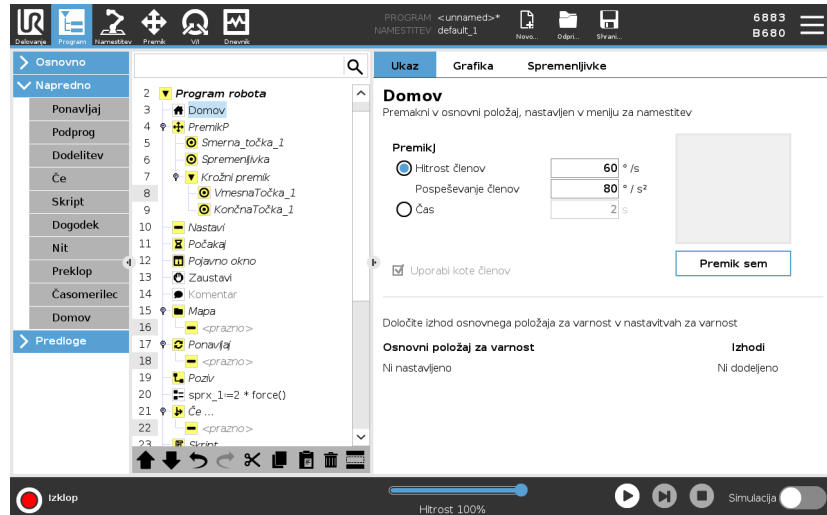 Delovanje
Program
Namestitev
Premik
V/I
Dnevnik
PROGRAM <unnamed>*
NAMESTITEV default_1
Novo...
Odpri...
Shrani...
6883
B680
Osnovno
Napredno
Ponavljaj
Podprog
Dodelitev
Če
Skript
Dogodek
Nit
Preklop
Časomerilec
Domov
Predloge
2 Program robota
3 Domov
4 PremikP
5 Smerna_točka_1
6 Spremenljivka
7 Krožni premik
8 VmesnaTočka_1
9 KončnaTočka_1
10 Nastavi
11 Počakaj
12 Pojavno okno
13 Zaustavi
14 Komentar
15 Mapa
16 <prazno>
17 Ponavljaj
18 <prazno>
19 Poziv
20 sprx_1:=2 * force()
21 Če ...
22 <prazno>
23 Skript
Ukaz
Grafika
Spremenljivke
Domov
Premakni v osnovni položaj, nastavljen v meniju za namestitev
PremikJ
Hitrost členov 60 °/s
Pospeševanje členov 80 °/ s²
Čas 2 s
Uporabi kote členov
Premik sem
Določite izhod osnovnega položaja za varnost v nastavitvah za varnost
Osnovni položaj za varnost Izhodi
Ni nastavljeno Ni dodeljeno
Izklop
Hitrost 100%
Simulacija